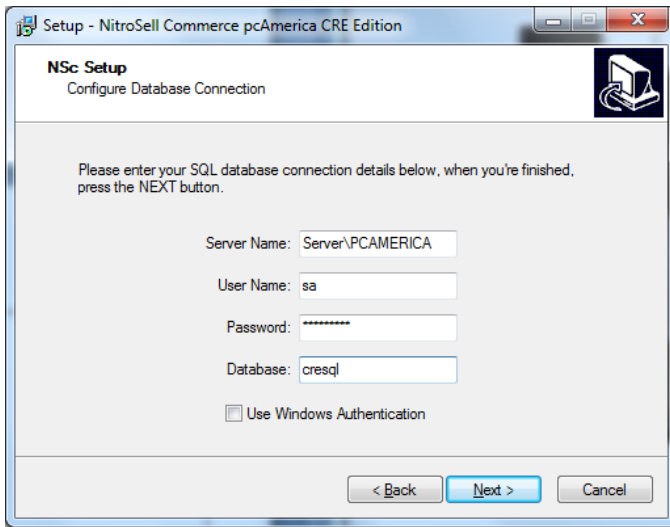 Setup - NitroSell Commerce pcAmerica CRE Edition
NSc Setup
Configure Database Connection
Please enter your SQL database connection details below, when you're finished,
press the NEXT button.
Server Name: Server\PCAMERICA
User Name: sa
Password: *********
Database: cresql
Use Windows Authentication
< Back Next > Cancel